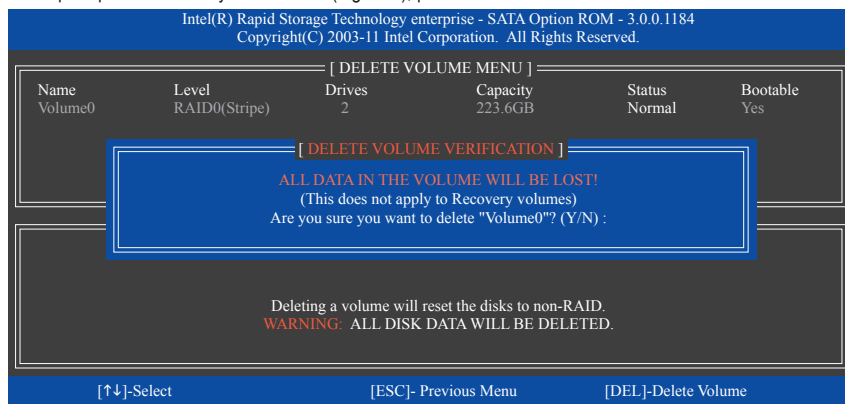 Intel(R) Rapid Storage Technology enterprise - SATA Option ROM - 3.0.0.1184
Copyright(C) 2003-11 Intel Corporation. All Rights Reserved.
[ DELETE VOLUME MENU ]
Name Level Drives Capacity Status Bootable
Volume0 RAID0(Stripe) 2 223.6GB Normal Yes
[ DELETE VOLUME VERIFICATION ]
ALL DATA IN THE VOLUME WILL BE LOST!
(This does not apply to Recovery volumes)
Are you sure you want to delete "Volume0"? (Y/N) :
Deleting a volume will reset the disks to non-RAID.
WARNING: ALL DISK DATA WILL BE DELETED.
[↑↓]-Select [ESC]- Previous Menu [DEL]-Delete Volume